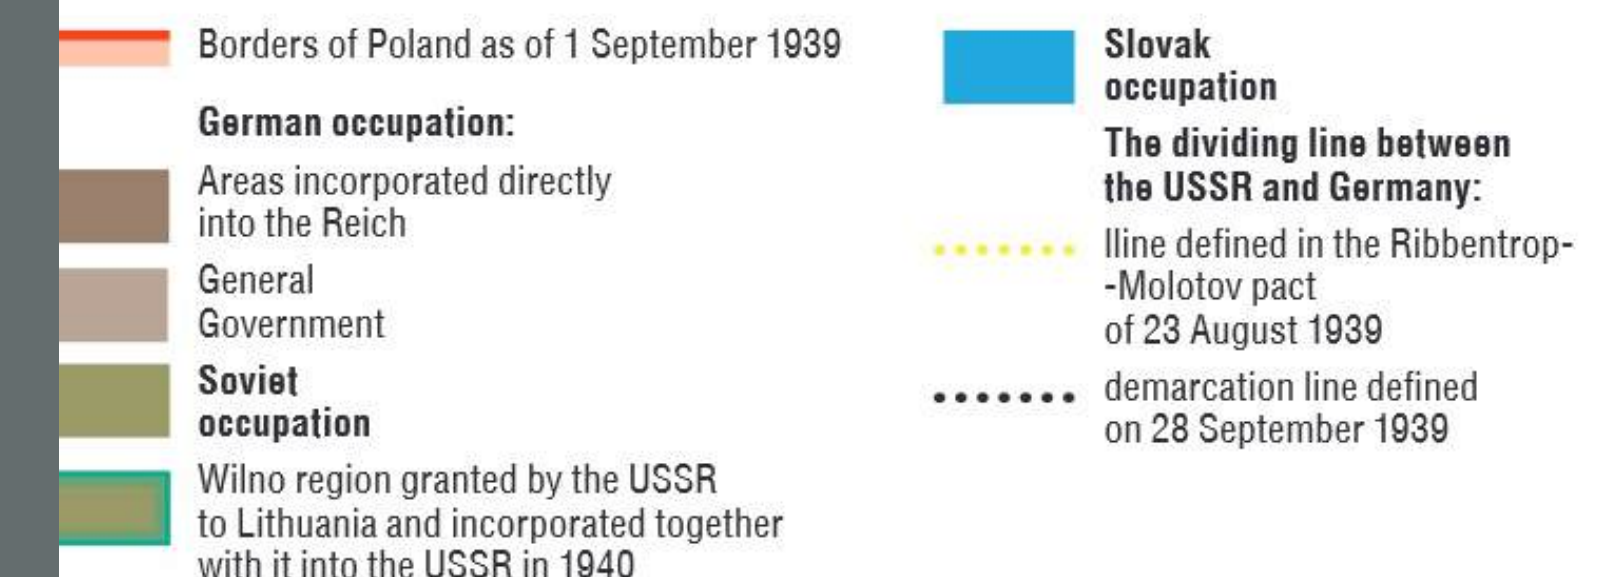 Borders of Poland as of 1 September 1939
German occupation:
Areas incorporated directly
into the Reich
General
Government
Soviet
occupation
Wilno region granted by the USSR
to Lithuania and incorporated together
with it into the USSR in 1940
Slovak
occupation
The dividing line between
the USSR and Germany:
lline defined in the Ribbentrop-
-Molotov pact
of 23 August 1939
demarcation line defined
on 28 September 1939